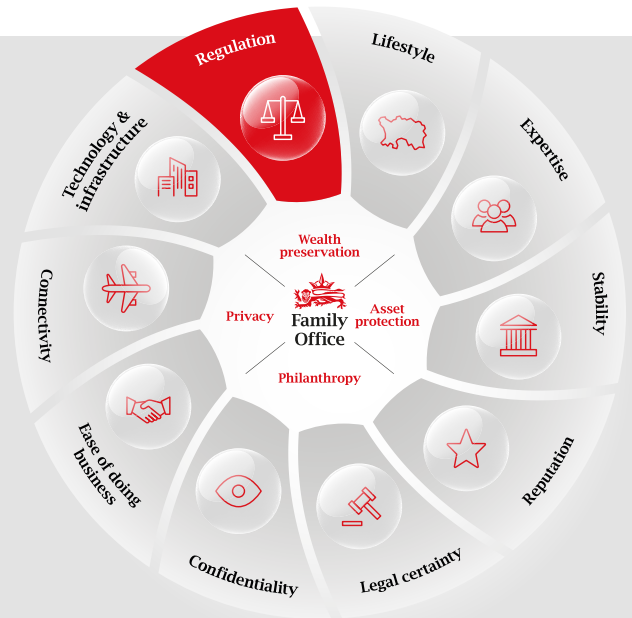 Regulation
Lifestyle
Expertise
Stability
Reputation
Legal certainty
Confidentiality
Ease of doing
business
Connectivity
Technology &
infrastructure
Wealth
preservation
Privacy
Asset
protection
Family
Office
Philanthropy